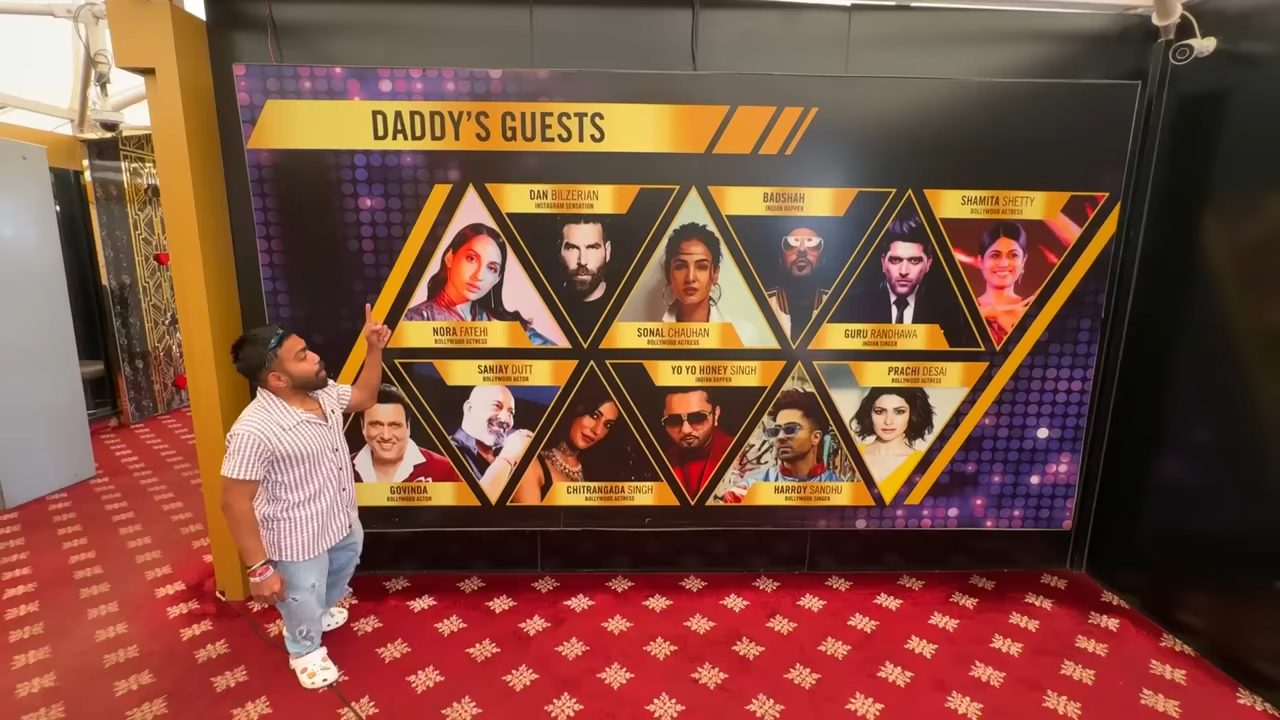 DADDY'S GUESTS
DAN BILZERIAN
INSTAGRAM SENSATION
BADSHAH
INDIAN RAPPER
SHAMITA SHETTY
BOLLYWOOD ACTRESS
NORA FATEHI
BOLLYWOOD ACTRESS
SONAL CHAUHAN
BOLLYWOOD ACTRESS
GURU RANDHAWA
INDIAN SINGER
SANJAY DUTT
BOLLYWOOD ACTOR
YO YO HONEY SINGH
INDIAN RAPPER
PRACHI DESAI
BOLLYWOOD ACTRESS
GOVINDA
BOLLYWOOD ACTOR
CHITRANGADA SINGH
BOLLYWOOD ACTRESS
HARRDY SANDHU
BOLLYWOOD SINGER